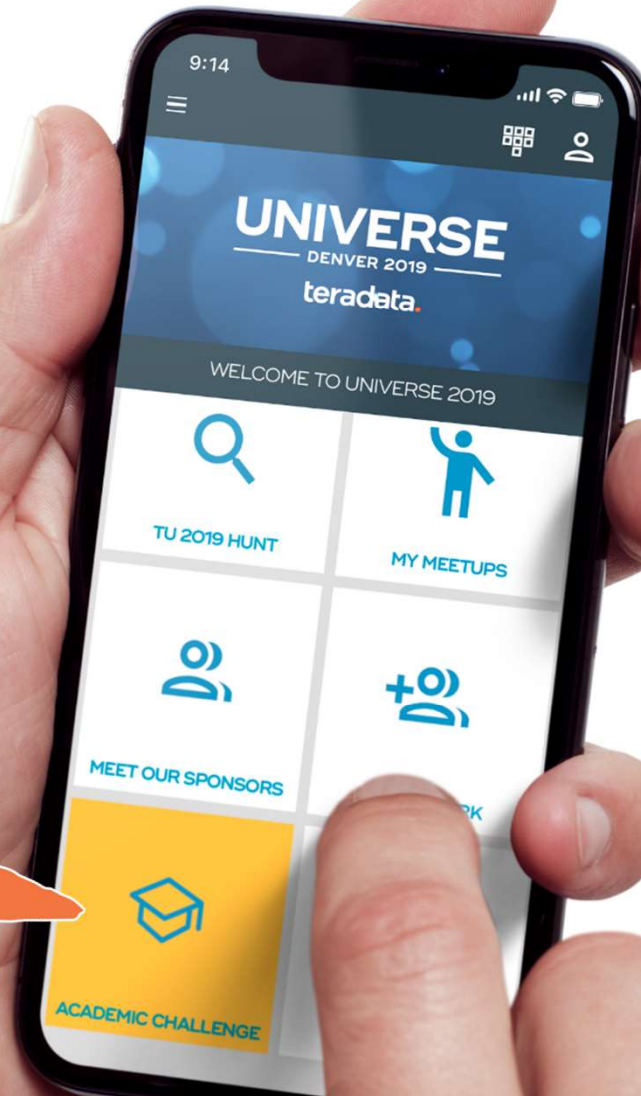 9:14
UNIVERSE
DENVER 2019
teradata.
WELCOME TO UNIVERSE 2019
TU 2019 HUNT
MY MEETUPS
MEET OUR SPONSORS
ACADEMIC CHALLENGE